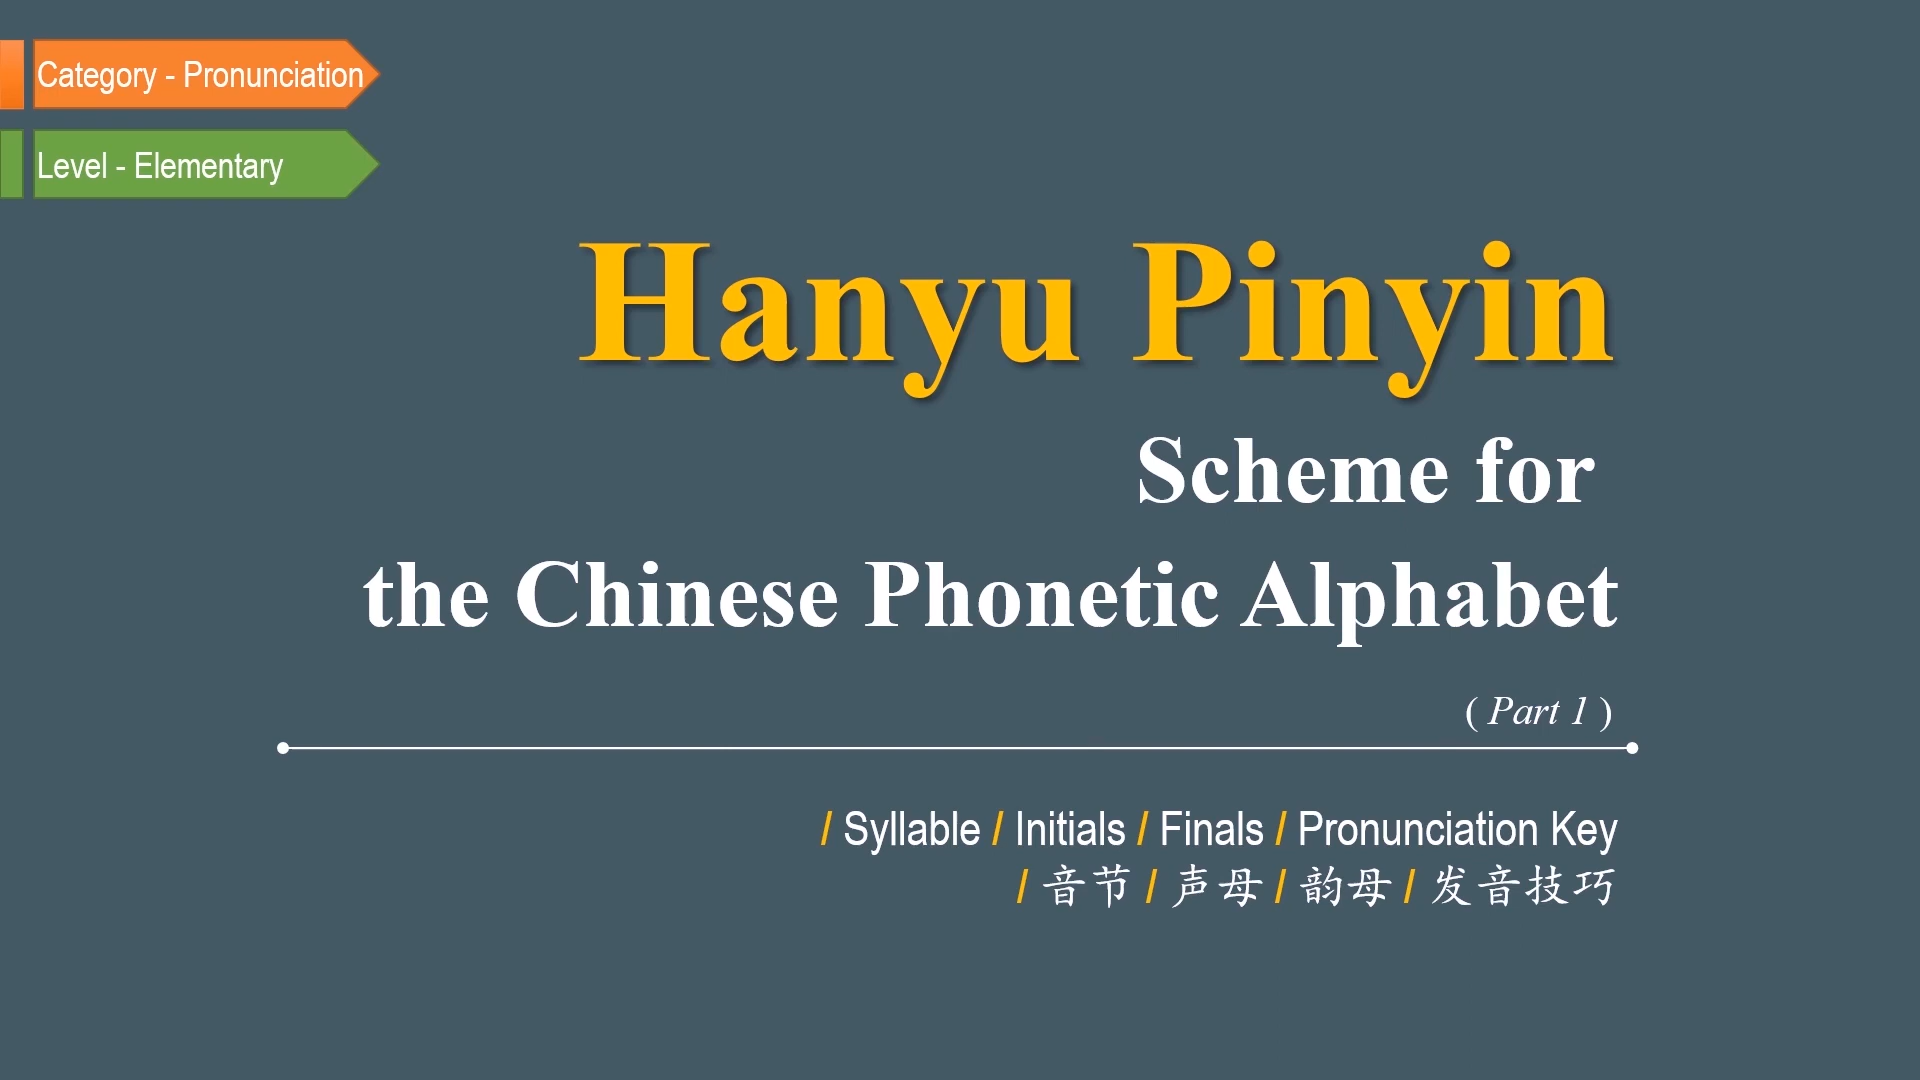 Category - Pronunciation
Level - Elementary
Hanyu Pinyin
Scheme for
the Chinese Phonetic Alphabet
( Part 1 )
/ Syllable / Initials / Finals / Pronunciation Key
/ 音节 / 声母 / 韵母 / 发音技巧